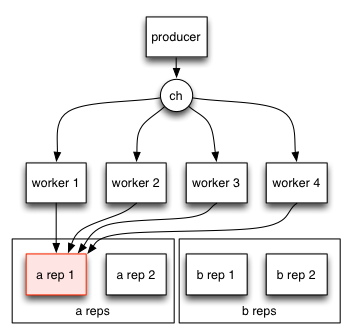 producer
ch
worker 1
worker 2
worker 3
worker 4
a rep 1
a rep 2
b rep 1
b rep 2
a reps
b reps